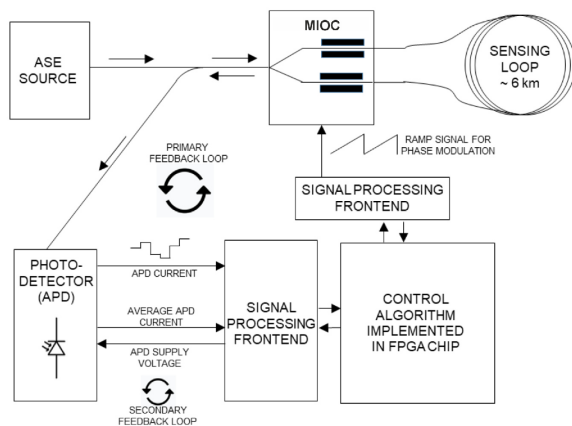 MIOC
ASE
SOURCE
SENSING
LOOP
~ 6 km
PRIMARY
FEEDBACK LOOP
RAMP SIGNAL FOR
PHASE MODULATION
SIGNAL PROCESSING
FRONTEND
PHOTO-
DETECTOR
(APD)
APD CURRENT
AVERAGE APD
CURRENT
APD SUPPLY
VOLTAGE
SIGNAL
PROCESSING
FRONTEND
CONTROL
ALGORITHM
IMPLEMENTED
IN FPGA CHIP
SECONDARY
FEEDBACK LOOP